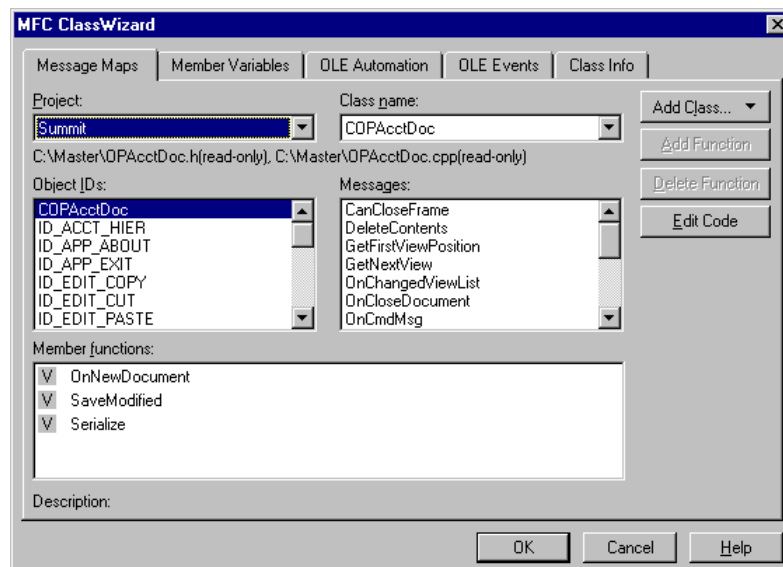 MFC ClassWizard
Message Maps Member Variables OLE Automation OLE Events Class Info
Project: Class name:
Summit COPAcctDoc
Add Class...
C:\Master\OPAcctDoc.h(read-only), C:\Master\OPAcctDoc.cpp(read-only)
Add Function
Object IDs: Messages:
Delete Function
COPAcctDoc CanCloseFrame
ID_ACCT_HIER DeleteContents
Edit Code
ID_APP_ABOUT GetFirstViewPosition
ID_APP_EXIT GetNextView
ID_EDIT_COPY OnChangedViewList
ID_EDIT_CUT OnCloseDocument
ID_EDIT_PASTE OnCmdMsg
Member functions:
V OnNewDocument
V SaveModified
V Serialize
Description:
OK Cancel Help